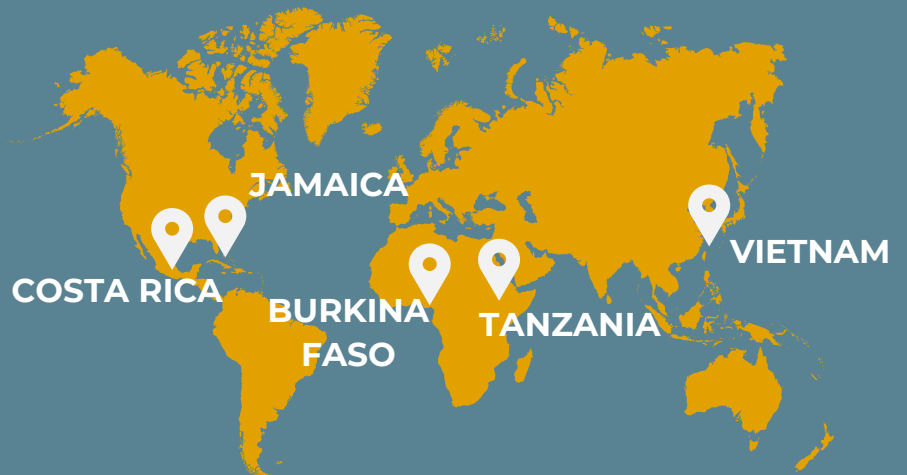 JAMAICA
COSTA RICA
VIETNAM
BURKINA
FASO
TANZANIA